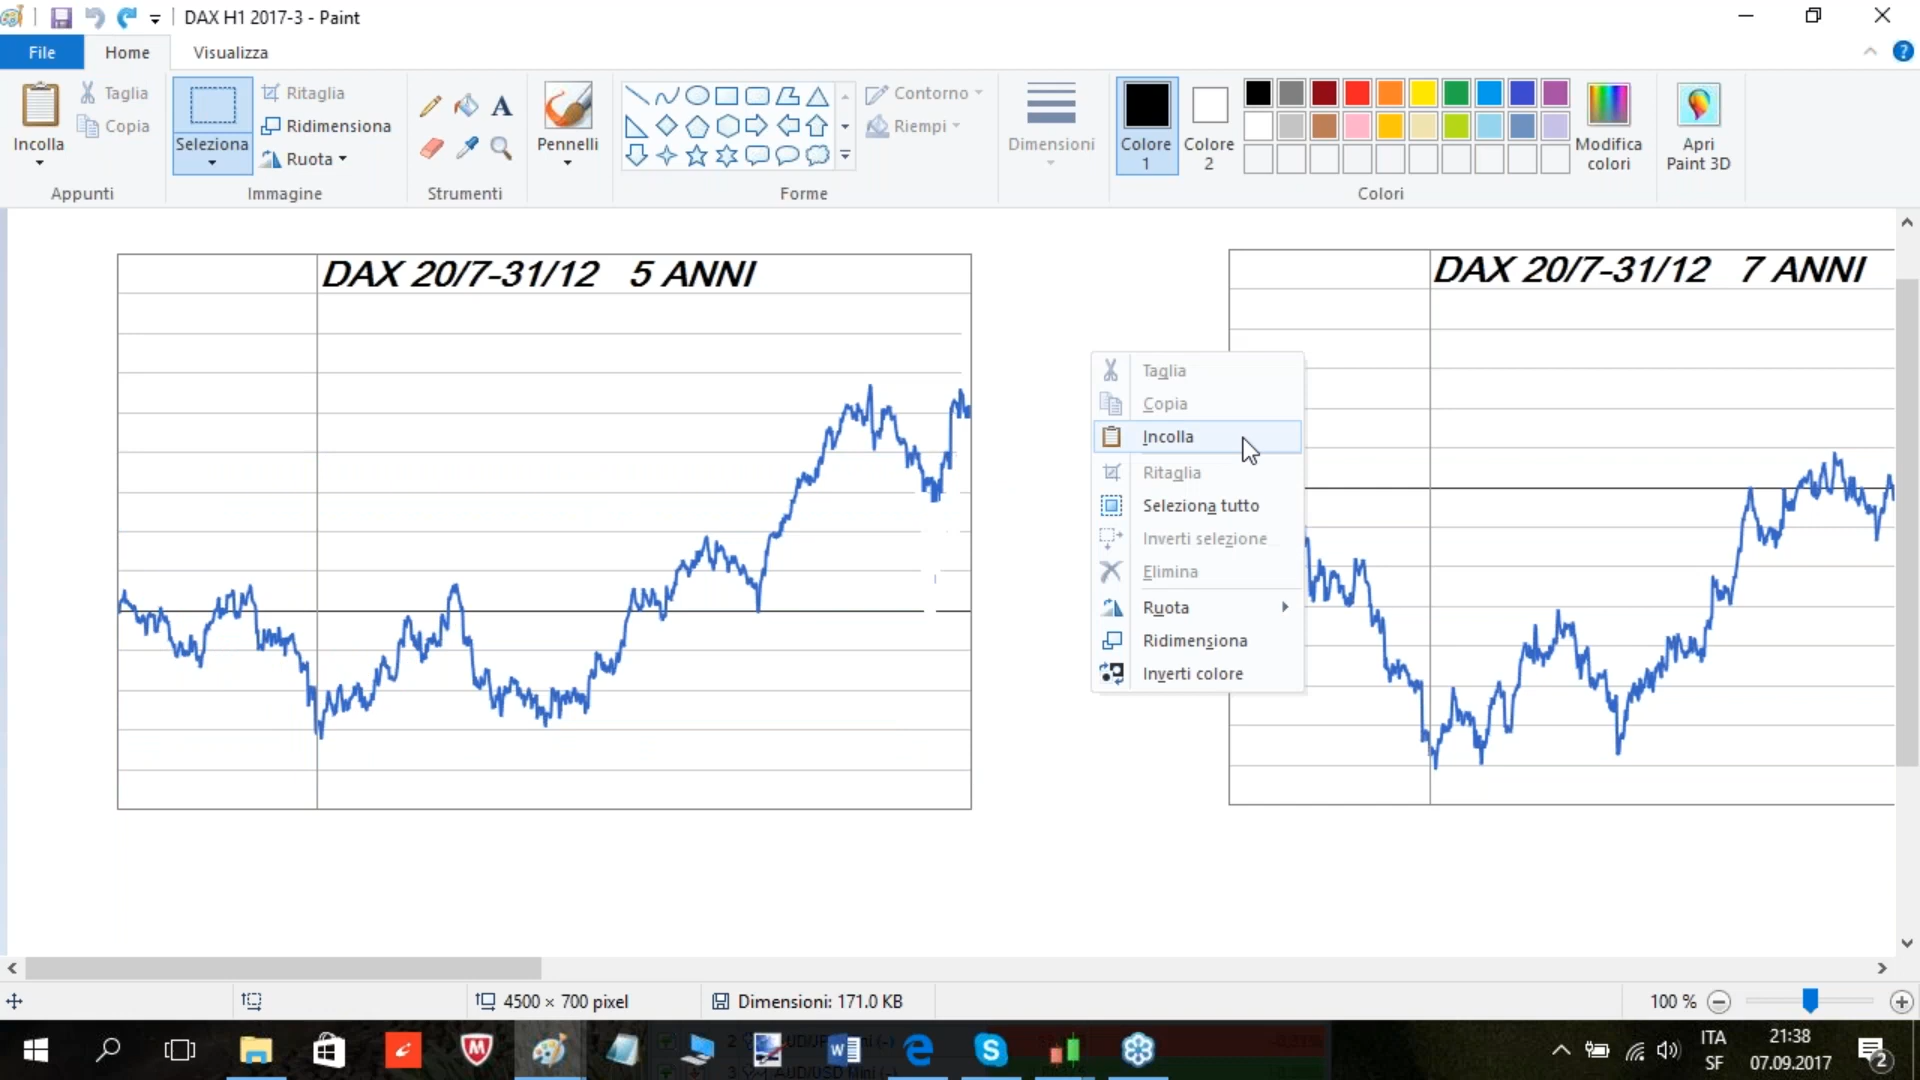 DAX H1 2017-3 - Paint
File
Home
Visualizza
Incolla
Taglia
Copia
Appunti
Seleziona
Ritaglia
Ridimensiona
Ruota
Immagine
A
Strumenti
Pennelli
Forme
Contorno
Riempi
Dimensioni
Colore 1
Colore 2
Colori
Modifica colori
Apri Paint 3D
DAX 20/7-31/12 5 ANNI
DAX 20/7-31/12 7 ANNI
Taglia
Copia
Incolla
Ritaglia
Seleziona tutto
Inverti selezione
Elimina
Ruota
Ridimensiona
Inverti colore
4500 × 700 pixel
Dimensioni: 171.0 KB
100 %
ITA
SF
21:38
07.09.2017
2